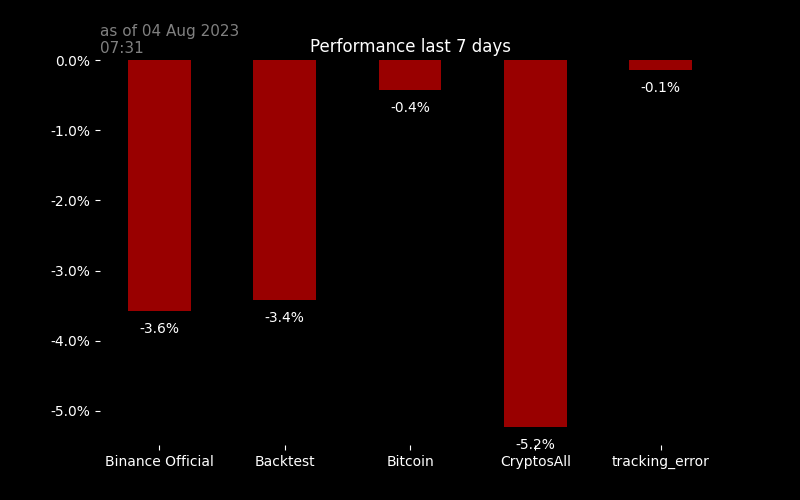 as of 04 Aug 2023
07:31
Performance last 7 days
0.0%
-1.0%
-2.0%
-3.0%
-4.0%
-5.0%
-3.6%
-3.4%
-0.4%
-5.2%
-0.1%
Binance Official
Backtest
Bitcoin
CryptosAll
tracking_error